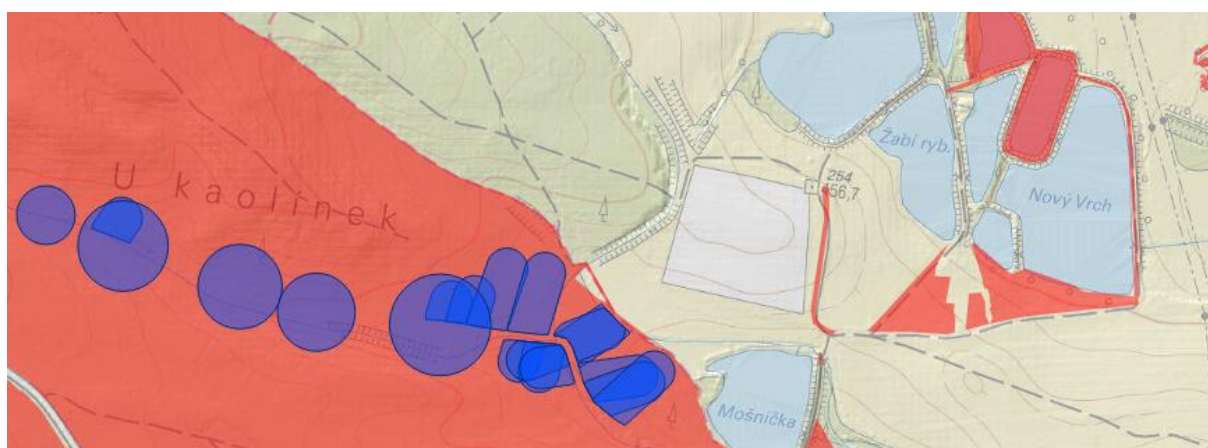 U kaolínek
Žabí ryb.
254
456,7
Nový Vrch
Mošnička